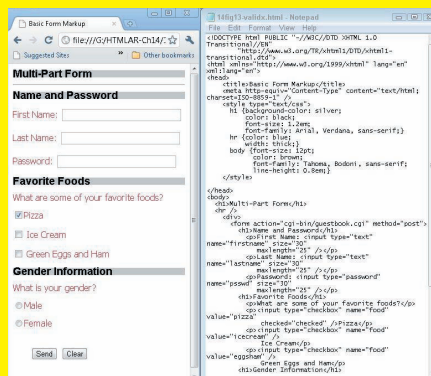 Basic Form Markup
file:///G:/HTMLAR-Ch14/
Suggested Sites
Other bookmarks
Multi-Part Form
Name and Password
First Name:
Last Name:
Password:
Favorite Foods
What are some of your favorite foods?
Pizza
Ice Cream
Green Eggs and Ham
Gender Information
What is your gender?
Male
Female
Send Clear
14fig13-validx.html - Notepad
File Edit Format View Help
<!DOCTYPE html PUBLIC "-//W3C//DTD XHTML 1.0
Transitional//EN"
"http://www.w3.org/TR/xhtml1/DTD/xhtml1-
transitional.dtd">
<html xmlns="http://www.w3.org/1999/xhtml" lang="en"
xml:lang="en">
<head>
<title>Basic Form Markup</title>
<meta http-equiv="Content-Type" content="text/html;
charset=ISO-8859-1" />
<style type="text/css">
h1 {background-color: silver;
color: black;
font-size: 1.2em;
font-family: Arial, Verdana, sans-serif;}
hr {color: blue;
width: thick;}
body {font-size: 12pt;
color: brown;
font-family: Tahoma, Bodoni, sans-serif;
line-height: 0.8em;}
</style>
</head>
<body>
<h1>Multi-Part Form</h1>
<hr />
<div>
<form action="cgi-bin/guestbook.cgi" method="post">
<h1>Name and Password</h1>
<p>First Name: <input type="text"
name="firstname" size="30"
maxlength="25" /></p>
<p>Last Name: <input type="text"
name="lastname" size="30"
maxlength="25" /></p>
<p>Password: <input type="password"
name="psswd" size="30"
maxlength="25" /></p>
<h1>Favorite Foods</h1>
<p>What are some of your favorite foods?</p>
<p><input type="checkbox" name="food"
value="pizza"
checked="checked" />Pizza</p>
<p><input type="checkbox" name="food"
value="icecream" />
Ice Cream</p>
<p><input type="checkbox" name="food"
value="eggsham" />
Green Eggs and Ham</p>
<h1>Gender Information</h1>